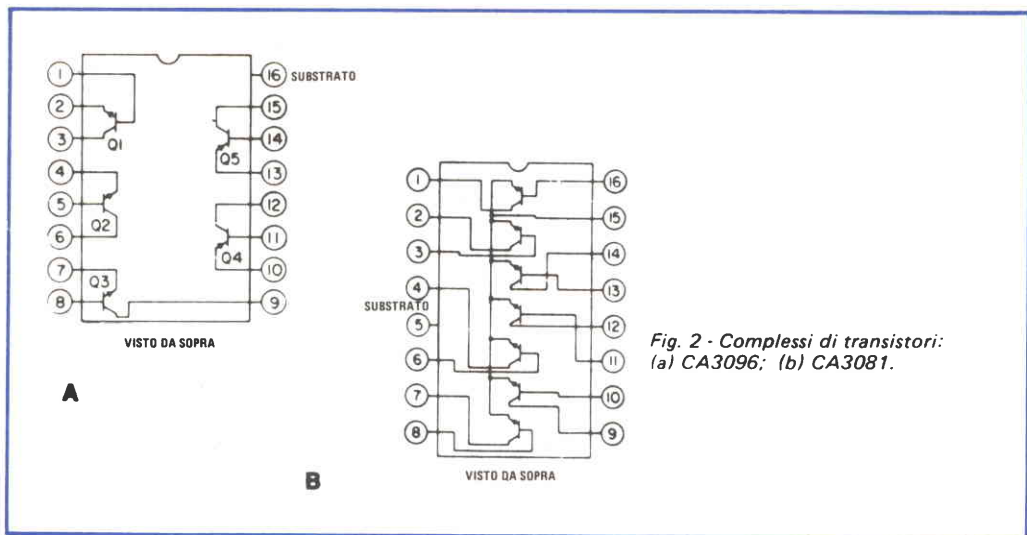 1
2
3
4
5
6
7
8
16 SUBSTRATO
15
14
13
12
11
10
9
Q1
Q2
Q3
Q5
Q4
VISTO DA SOPRA
A
1
2
3
4
SUBSTRATO
5
6
7
8
16
15
14
13
12
11
10
9
VISTO DA SOPRA
B
Fig. 2 - Complessi di transistori:
(a) CA3096; (b) CA3081.